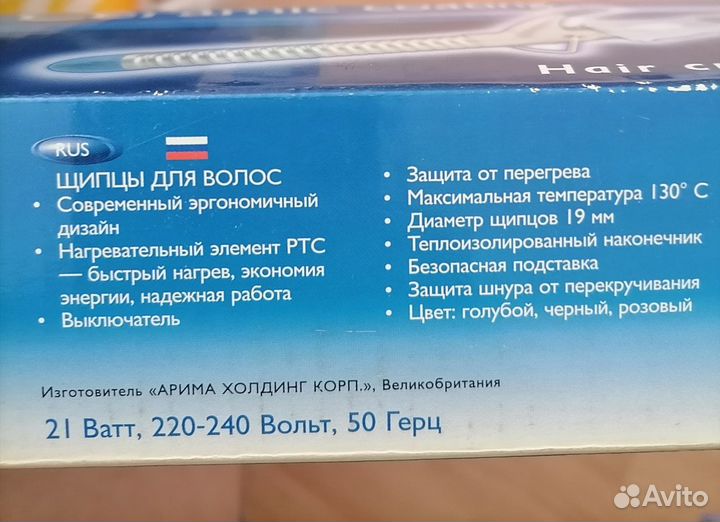 Hair
RUS
ЩИПЦЫ ДЛЯ ВОЛОС
• Современный эргономичный
дизайн
• Нагревательный элемент PTC
— быстрый нагрев, экономия
энергии, надежная работа
• Выключатель
• Защита от перегрева
• Максимальная температура 130° C
• Диаметр щипцов 19 мм
• Теплоизолированный наконечник
• Безопасная подставка
• Защита шнура от перекручивания
• Цвет: голубой, черный, розовый
Изготовитель «АРИМА ХОЛДИНГ КОРП.», Великобритания
21 Ватт, 220-240 Вольт, 50 Герц
Avito